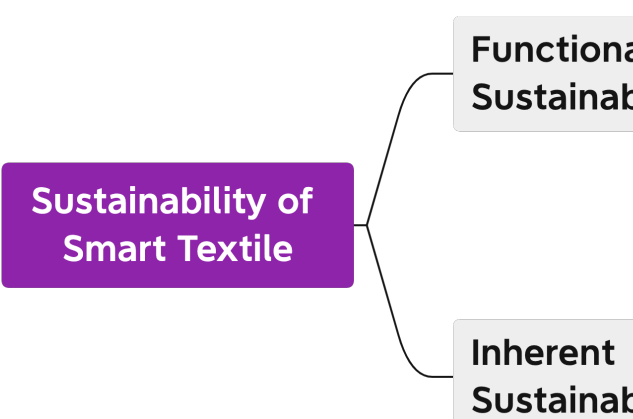 Functiona
Sustainab
Sustainability of
Smart Textile
Inherent
Sustainab